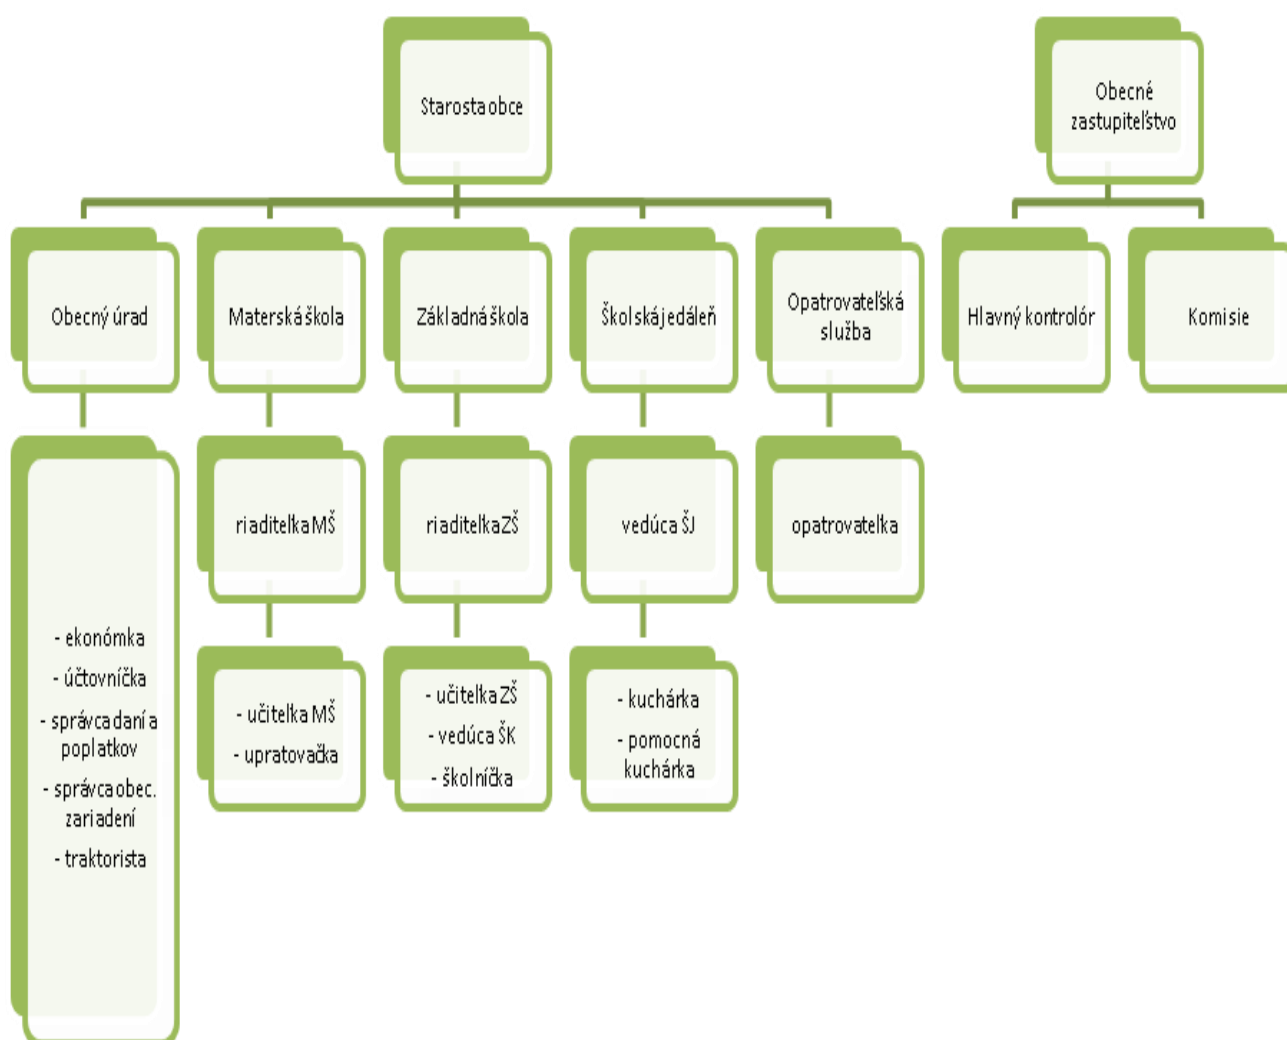 Starosta obce
Obecné
zastupiteľstvo
Obecný úrad
Materská škola
Základná škola
Školská jedáleň
Opatrovateľská
služba
Hlavný kontrolór
Komisie
riaditeľka MŠ
riaditeľka ZŠ
vedúca ŠJ
opatrovateľka
- ekonómka
- účtovníčka
- správca daní a
poplatkov
- správca obec.
zariadení
- traktorista
- učiteľka MŠ
- upratovačka
- učiteľka ZŠ
- vedúca ŠK
- školníčka
- kuchárka
- pomocná
kuchárka